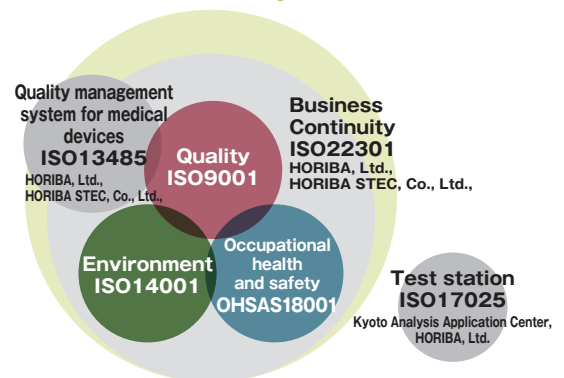 Quality management
system for medical
devices
ISO13485
HORIBA, Ltd.,
HORIBA STEC, Co., Ltd.,
Quality
ISO9001
Business
Continuity
ISO22301
HORIBA, Ltd.,
HORIBA STEC, Co., Ltd.,
Environment
ISO14001
Occupational
health
and safety
OHSAS18001
Test station
ISO17025
Kyoto Analysis Application Center,
HORIBA, Ltd.